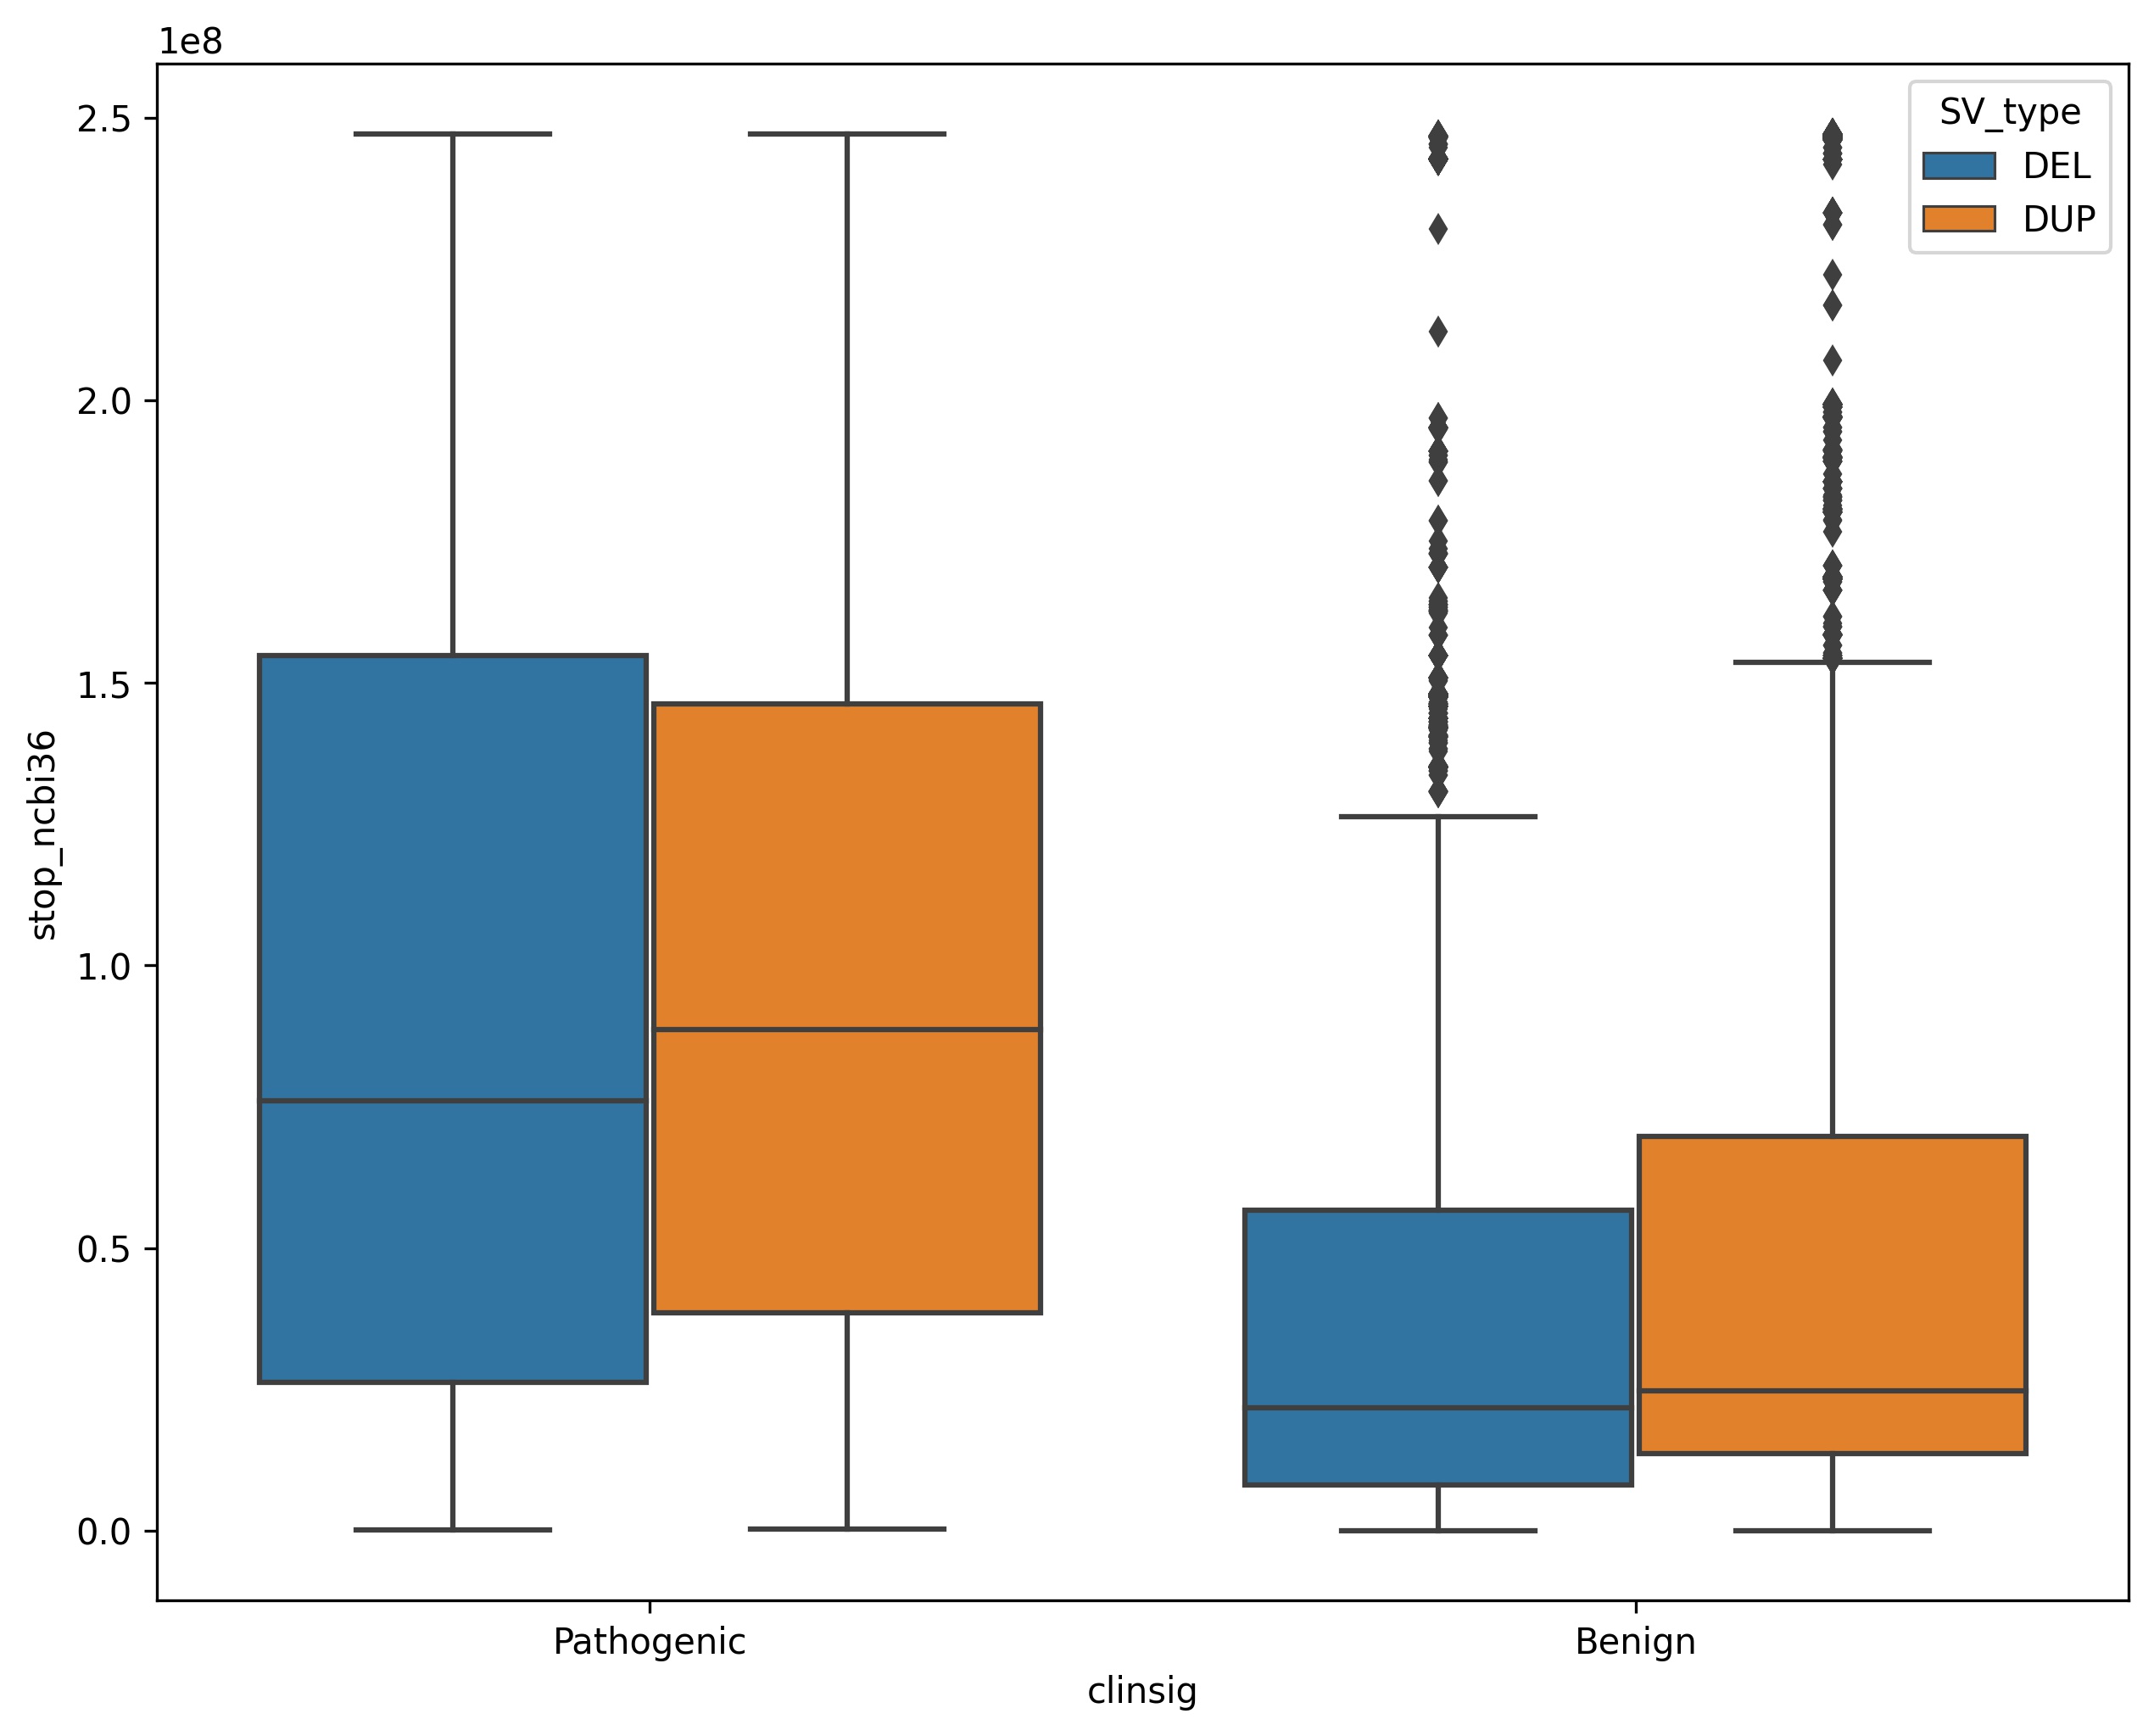 1e8
2.5
2.0
1.5
1.0
0.5
0.0
stop_ncbi36
SV_type
DEL
DUP
Pathogenic
Benign
clinsig